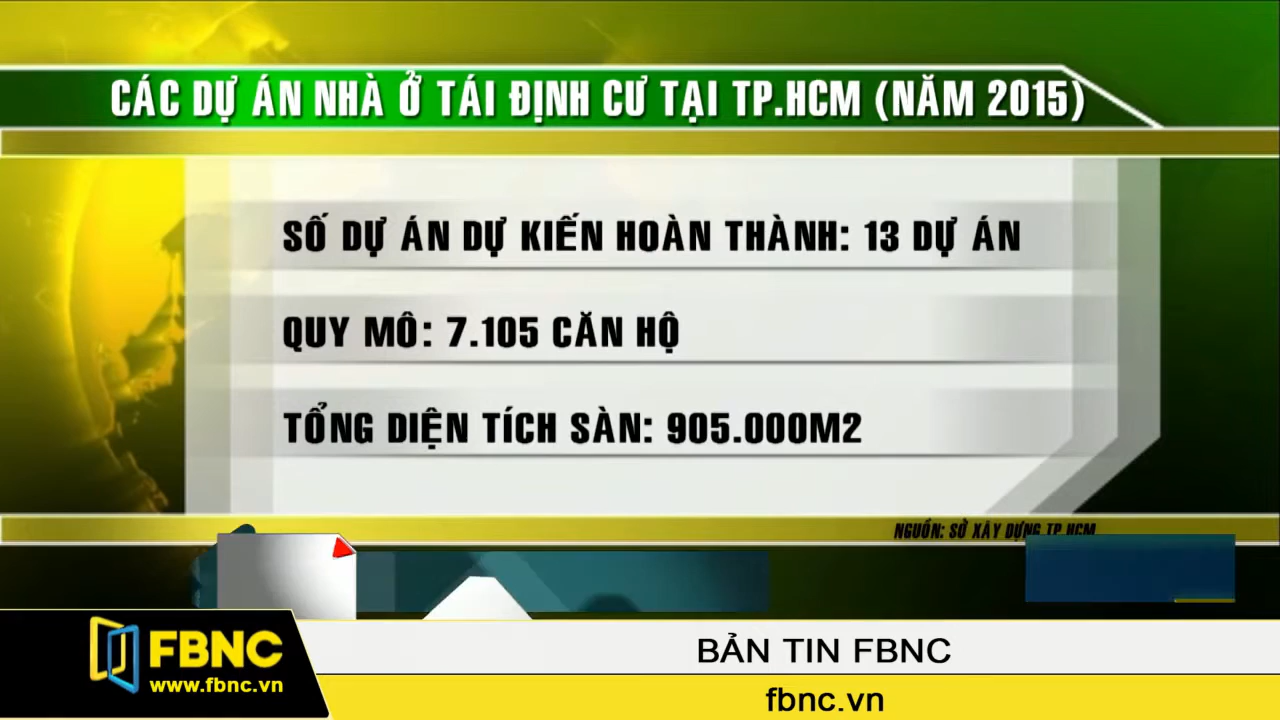 CÁC DỰ ÁN NHÀ Ở TÁI ĐỊNH CƯ TẠI TP.HCM (NĂM 2015)
SỐ DỰ ÁN DỰ KIẾN HOÀN THÀNH: 13 DỰ ÁN
QUY MÔ: 7.105 CĂN HỘ
TỔNG DIỆN TÍCH SÀN: 905.000M2
NGUỒN: SỞ XÂY DỰNG TP.HCM
FBNC
www.fbnc.vn
BẢN TIN FBNC
fbnc.vn